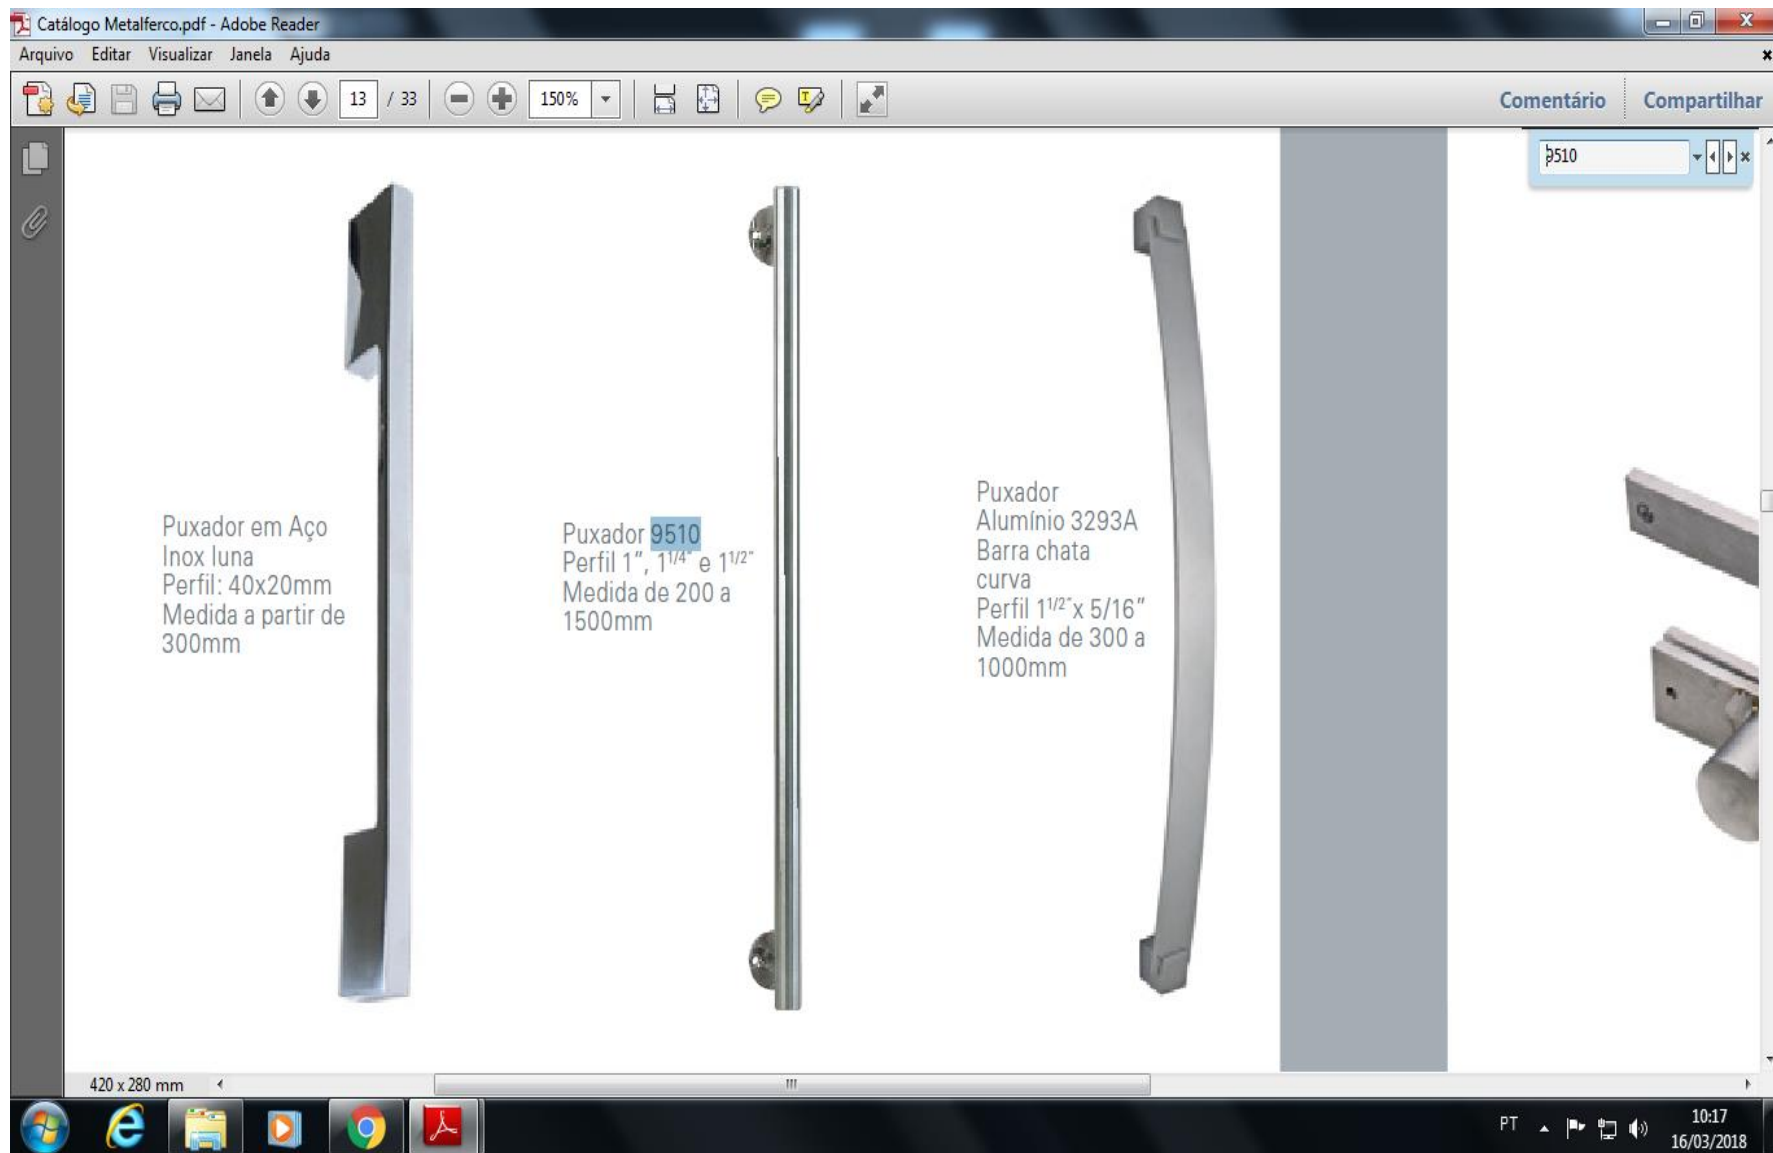 Catálogo Metalferco.pdf - Adobe Reader
Arquivo Editar Visualizar Janela Ajuda
13 / 33 150% Comentário Compartilhar
9510
Puxador em Aço
Inox luna
Perfil: 40x20mm
Medida a partir de
300mm
Puxador 9510
Perfil 1", 1 1/4" e 1 1/2"
Medida de 200 a
1500mm
Puxador
Alumínio 3293A
Barra chata
curva
Perfil 1 1/2" x 5/16"
Medida de 300 a
1000mm
420 x 280 mm
PT
10:17
16/03/2018